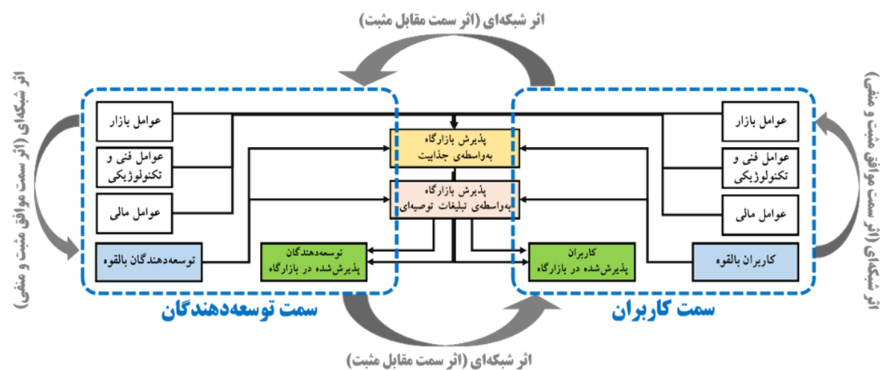 اثر شبکه‌ای (اثر سمت مقابل مثبت)
اثر شبکه‌ای (اثر سمت موافق مثبت و منفی)
عوامل بازار
عوامل فنی و
تکنولوژیکی
عوامل مالی
کاربران بالقوه
کاربران
پذیرش‌شده در بازارگاه
سمت کاربران
پذیرش بازارگاه
به‌واسطه‌ی جذابیت
پذیرش بازارگاه
به‌واسطه‌ی تبلیغات توصیه‌ای
عوامل بازار
عوامل فنی و
تکنولوژیکی
عوامل مالی
توسعه‌دهندگان بالقوه
توسعه‌دهندگان
پذیرش‌شده در بازارگاه
سمت توسعه‌دهندگان
اثر شبکه‌ای (اثر سمت موافق مثبت و منفی)
اثر شبکه‌ای (اثر سمت مقابل مثبت)